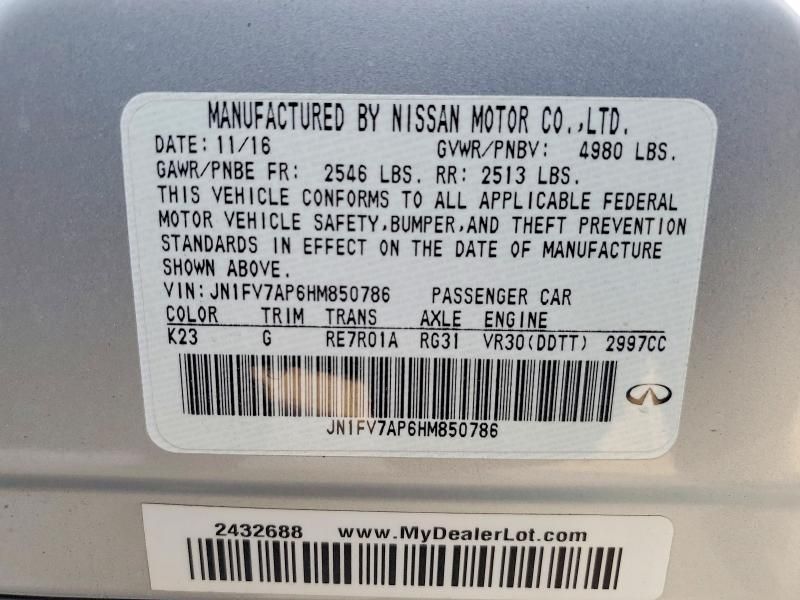 MANUFACTURED BY NISSAN MOTOR CO.,LTD.
DATE: 11/16 GVWR/PNBV: 4980 LBS.
GAWR/PNBE FR: 2546 LBS. RR: 2513 LBS.
THIS VEHICLE CONFORMS TO ALL APPLICABLE FEDERAL
MOTOR VEHICLE SAFETY,BUMPER,AND THEFT PREVENTION
STANDARDS IN EFFECT ON THE DATE OF MANUFACTURE
SHOWN ABOVE.
VIN:JN1FV7AP6HM850786 PASSENGER CAR
COLOR TRIM TRANS AXLE ENGINE
K23 G RE7R01A RG31 VR30(DDTT) 2997CC
JN1FV7AP6HM850786
2432688 www.MyDealerLot.com